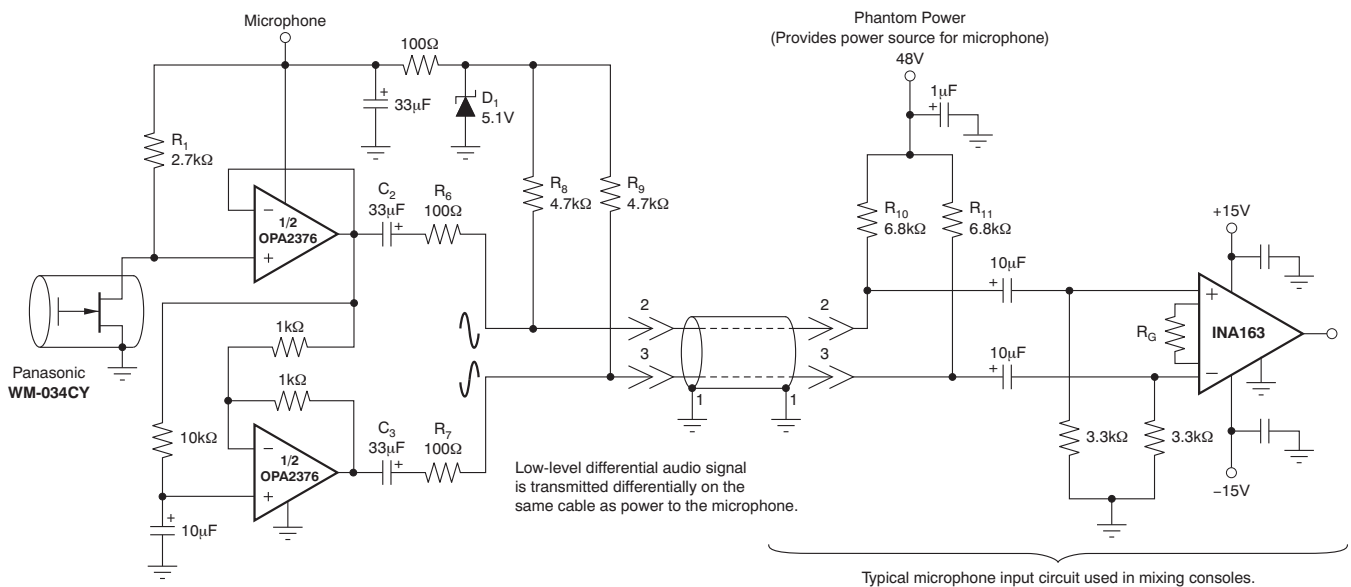 Microphone
100Ω
+
33µF
D1
5.1V
R1
2.7kΩ
−
1/2
OPA2376
+
C2
33µF
+
R6
100Ω
R8
4.7kΩ
R9
4.7kΩ
Panasonic
WM-034CY
1kΩ
1kΩ
10kΩ
−
1/2
OPA2376
+
C3
33µF
+
R7
100Ω
+
10µF
Low-level differential audio signal
is transmitted differentially on the
same cable as power to the microphone.
2
3
1
1
2
3
Phantom Power
(Provides power source for microphone)
48V
1µF
+
R10
6.8kΩ
R11
6.8kΩ
10µF
+
10µF
+
3.3kΩ
3.3kΩ
+15V
+
RG
INA163
−
−15V
Typical microphone input circuit used in mixing consoles.